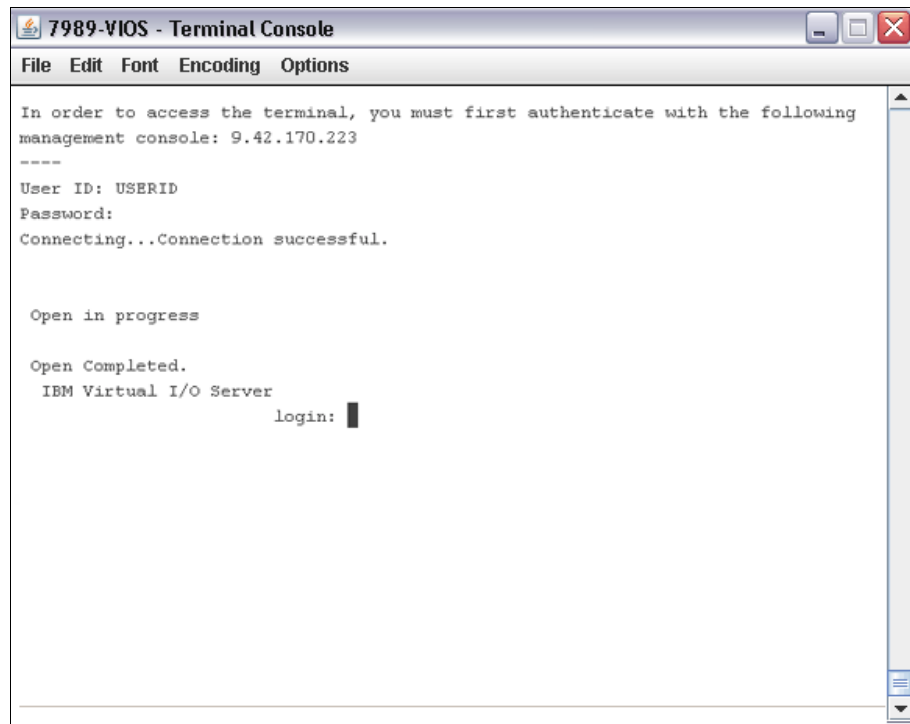 7989-VIOS - Terminal Console
File Edit Font Encoding Options
In order to access the terminal, you must first authenticate with the following
management console: 9.42.170.223
----
User ID: USERID
Password:
Connecting...Connection successful.
Open in progress
Open Completed.
IBM Virtual I/O Server
login: